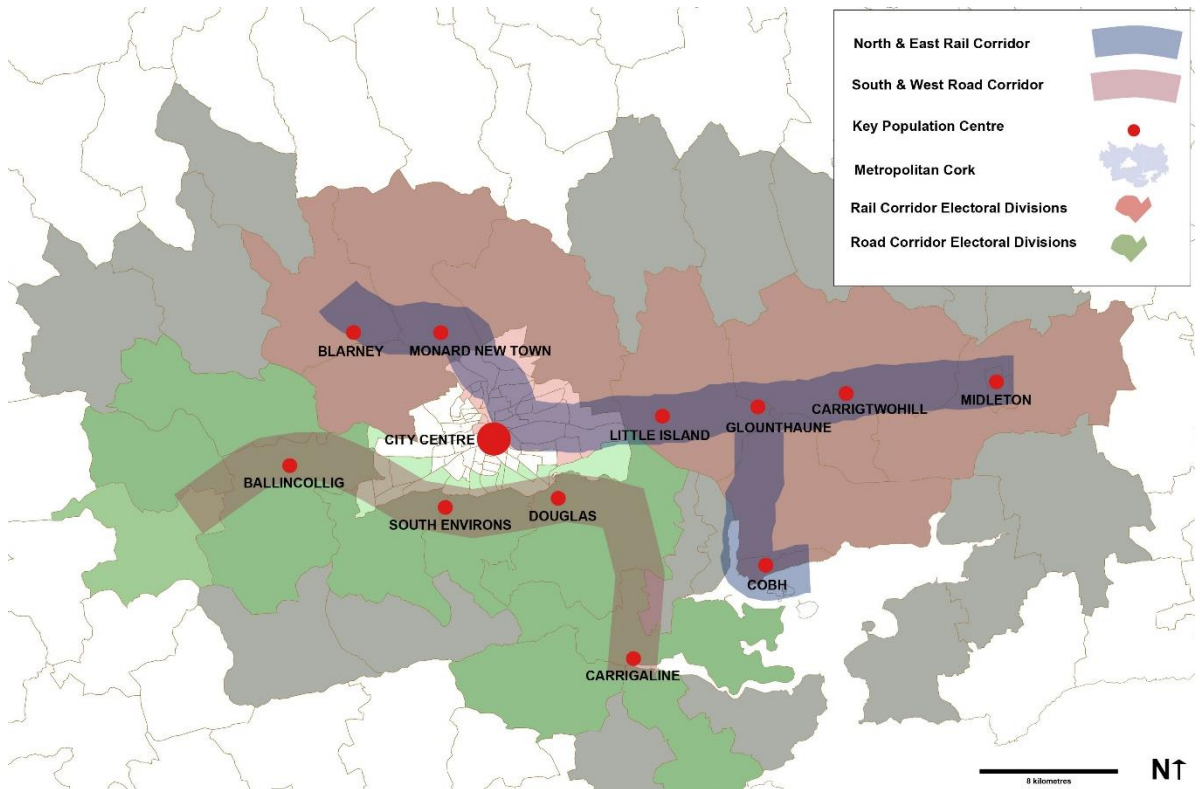 North & East Rail Corridor
South & West Road Corridor
Key Population Centre
Metropolitan Cork
Rail Corridor Electoral Divisions
Road Corridor Electoral Divisions
BLARNEY
MONARD NEW TOWN
MIDLETON
CARRIGTWOHILL
GLOUNTHAUNE
LITTLE ISLAND
CITY CENTRE
BALLINCOLLIG
DOUGLAS
SOUTH ENVIRONS
COBH
CARRIGALINE
8 kilometres
N↑